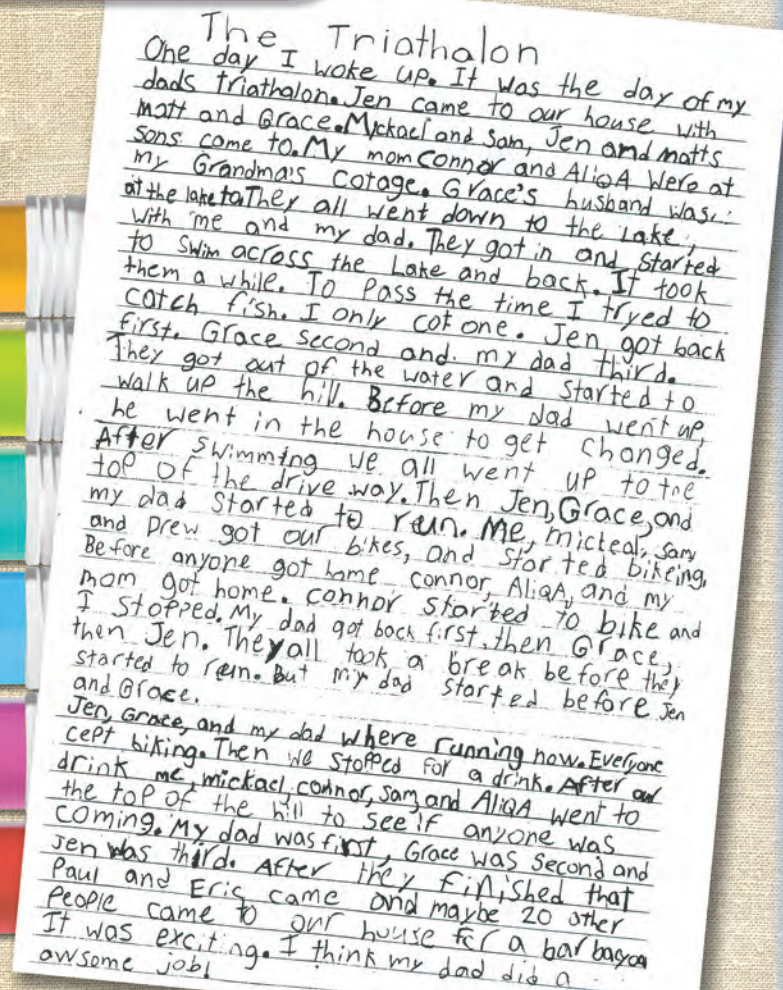 The Triathalon
One day I woke up. It was the day of my
dads triathalon. Jen came to our house with
matt and Grace. Mickael and Sam, Jen and matts
sons come to. My mom Connor and AliQA Were at
my Grandma's Cotage. Grace's husband was
at the lake to. They all went down to the Lake,
with me and my dad. They got in and started
to swim across the Lake and back. It took
them a while. To Pass the time I tryed to
catch fish. I only cot one. Jen got back
first. Grace second and my dad third.
They got out of the water and started to
walk up the hill. Before my dad went up,
he went in the house to get changed.
After swimming we all went up to the
top of the drive way. Then Jen, Grace, and
my dad started to run. Me, micteal, Sam,
and Drew got our bikes, and started bikeing.
Before anyone got home connor, AliQA, and my
mom got home. connor started to bike and
I stopped. My dad got back first, then Grace,
then Jen. They all took a break before they
started to run. But my dad started before Jen
and Grace.
Jen, Grace, and my dad where running now. Everyone
cept biking. Then we stopped for a drink. After our
drink me, mickael, connor, Sam, and AliQA went to
the top of the hill to see if anyone was
coming. My dad was first, Grace was second and
Jen was third. After they finished that
Paul and Eric came and maybe 20 other
People came to our house for a bar
It was exciting. I think my dad did a
awsome job!